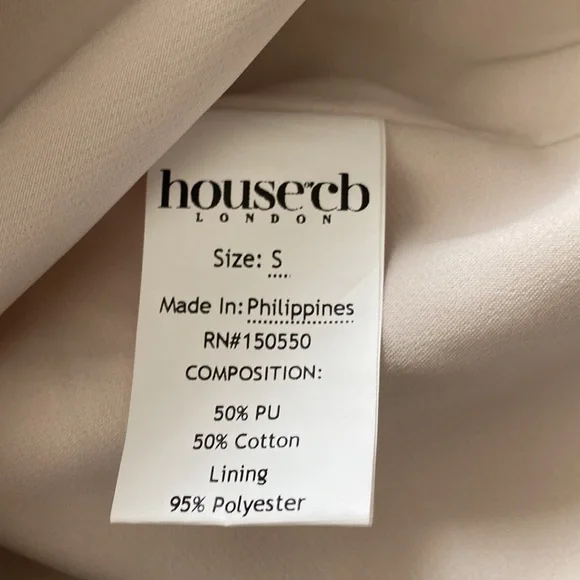 house of cb
LONDON
Size: S
Made In: Philippines
RN#150550
COMPOSITION:
50% PU
50% Cotton
Lining
95% Polyester